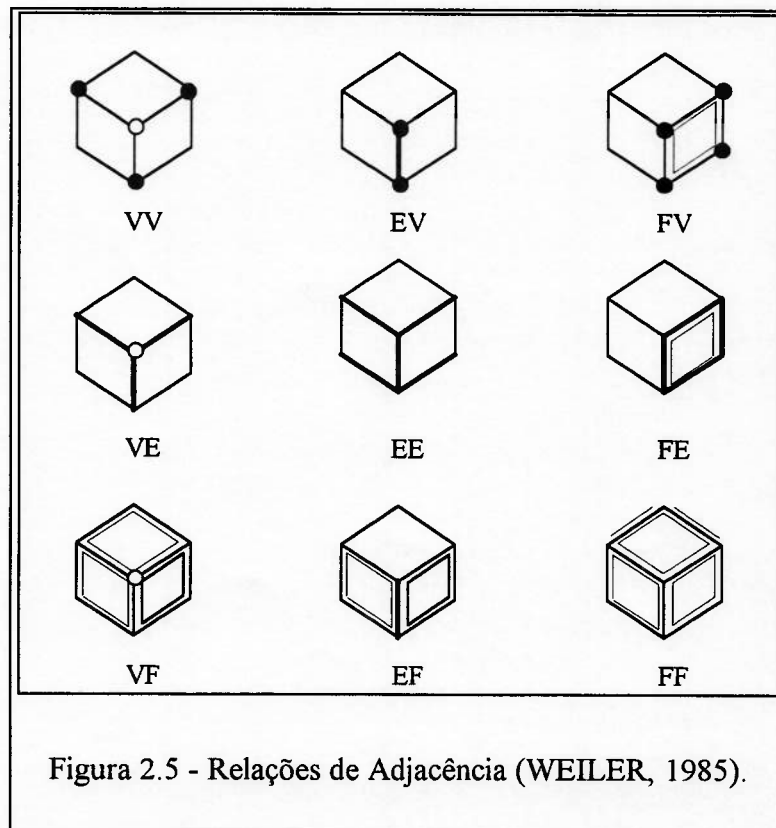 VV EV FV
VE EE FE
VF EF FF
Figura 2.5 - Relações de Adjacência (WEILER, 1985).